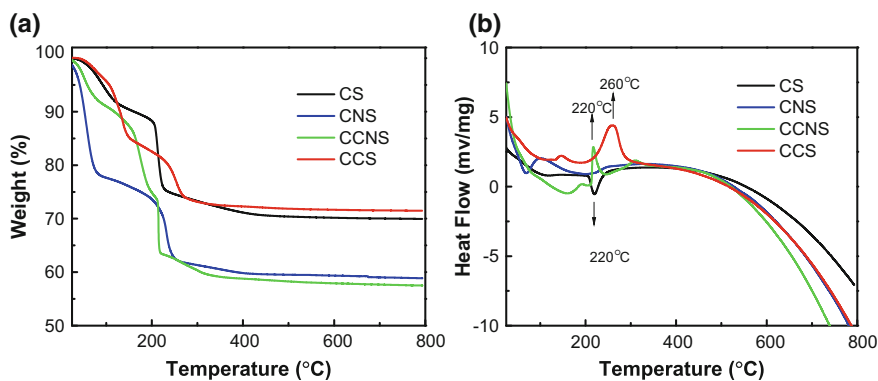 (a)
100
90
80
70
60
50
Weight (%)
CS
CNS
CCNS
CCS
200
400
600
800
Temperature (°C)
(b)
10
5
0
-5
-10
Heat Flow (mv/mg)
260°C
220°C
220°C
CS
CNS
CCNS
CCS
200
400
600
800
Temperature (°C)